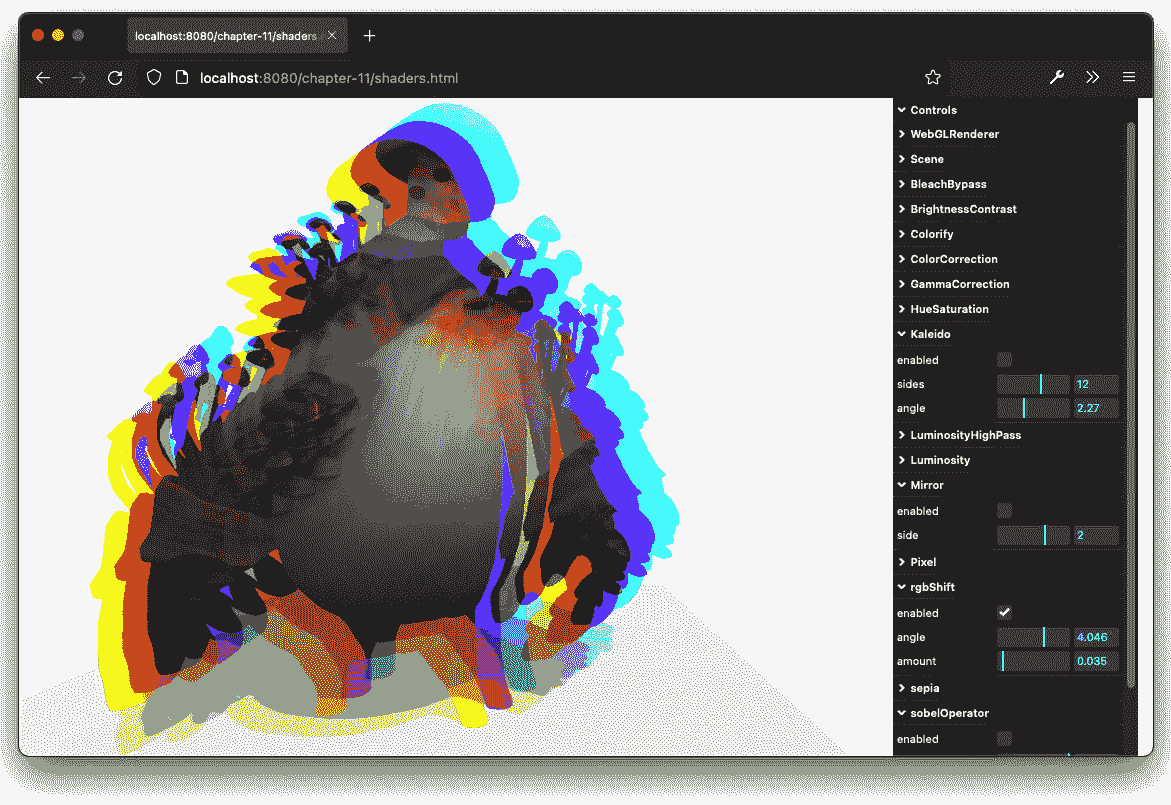 localhost:8080/chapter-11/shaders
localhost:8080/chapter-11/shaders.html
Controls
WebGLRenderer
Scene
BleachBypass
BrightnessContrast
Colorify
ColorCorrection
GammaCorrection
HueSaturation
Kaleido
enabled
sides 12
angle 2.27
LuminosityHighPass
Luminosity
Mirror
enabled
side 2
Pixel
rgbShift
enabled
angle 4.046
amount 0.035
sepia
sobelOperator
enabled